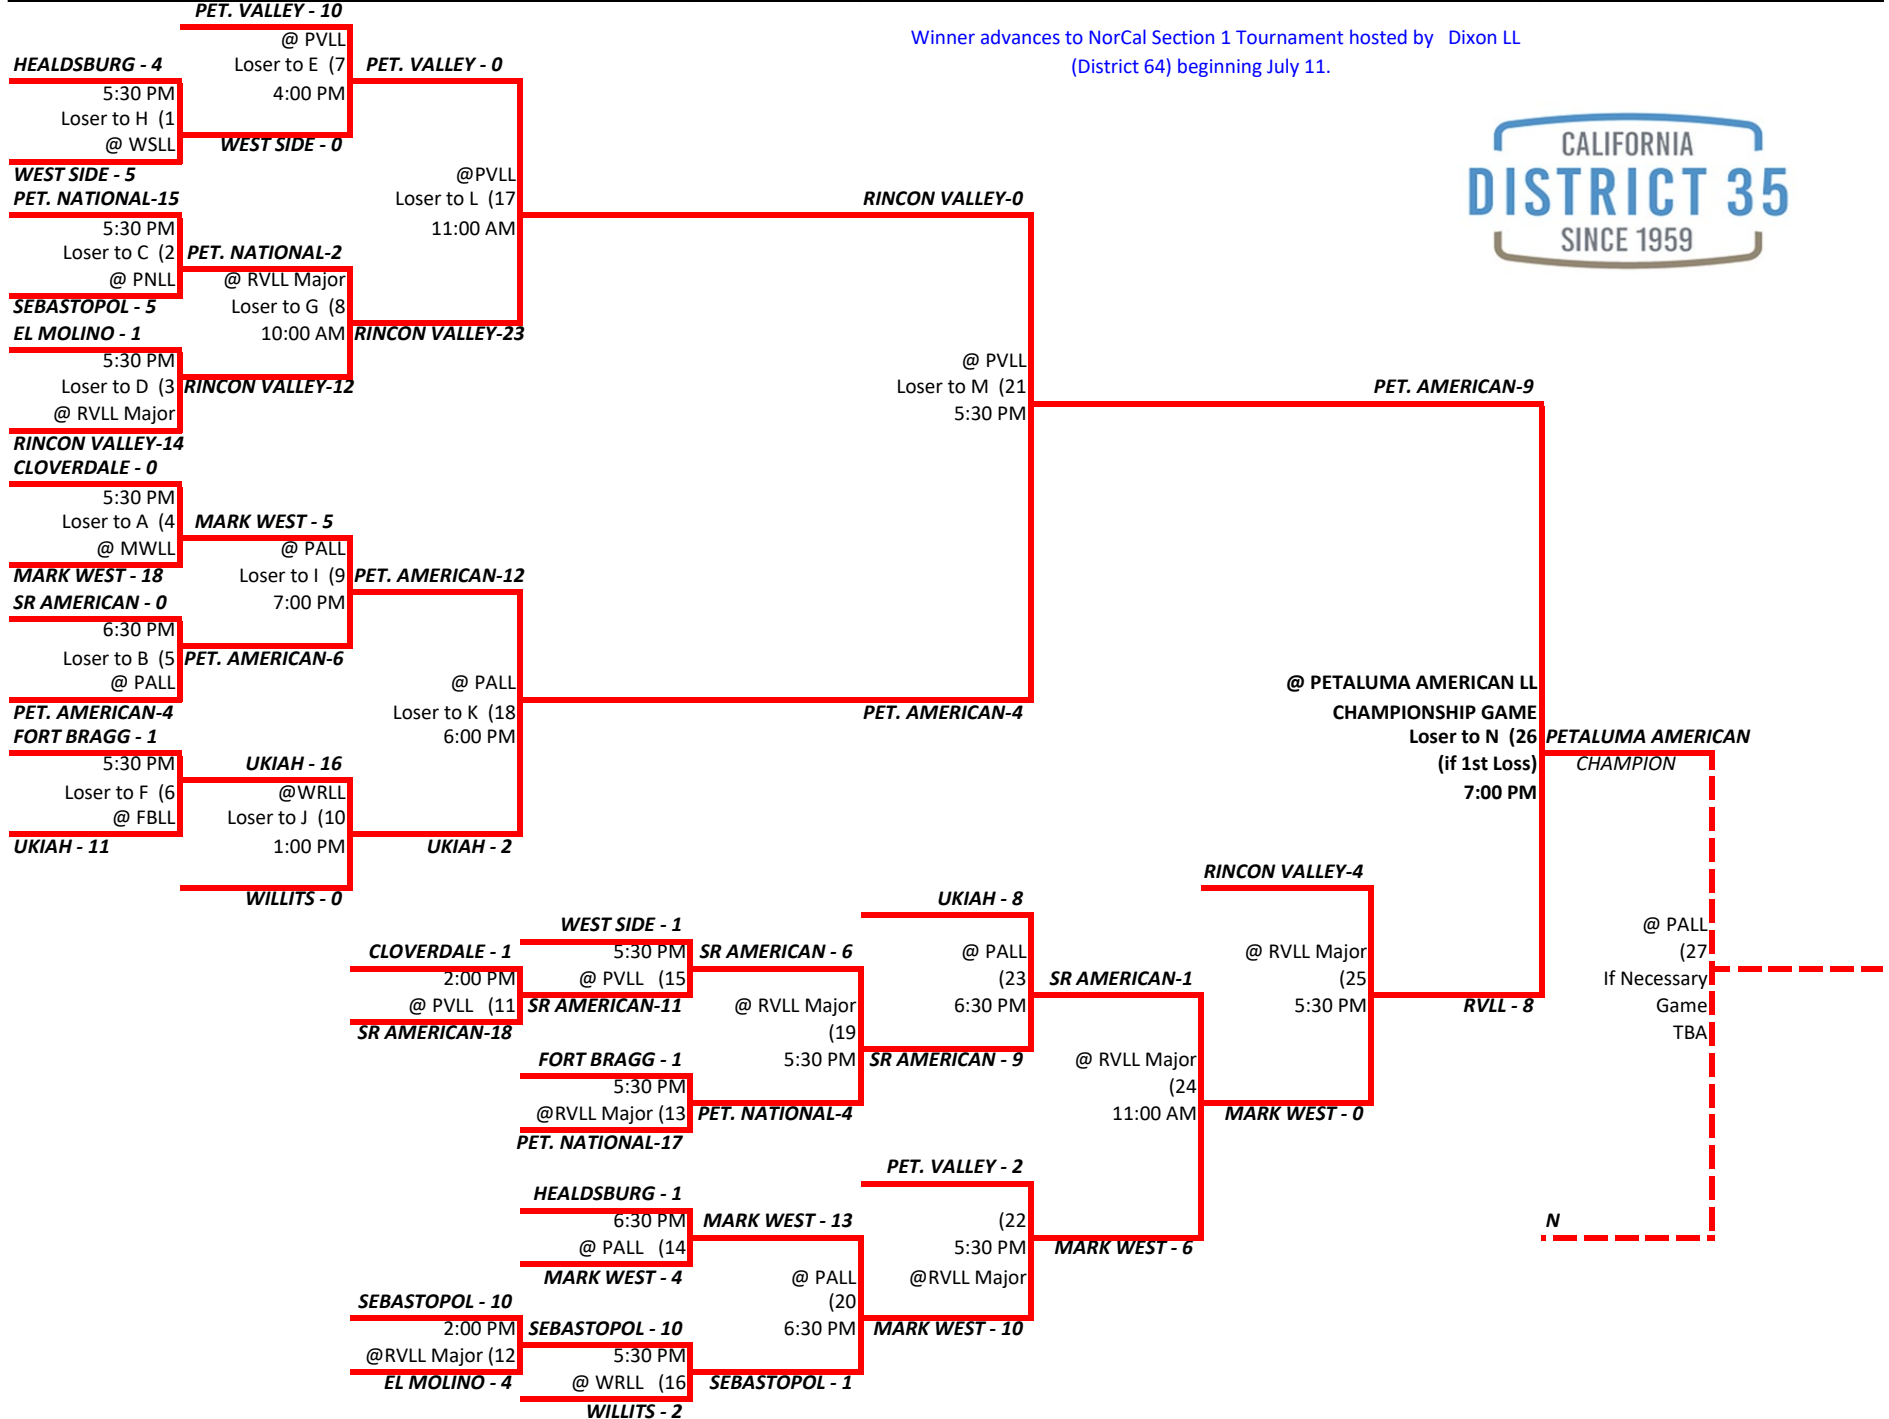 PET. VALLEY - 10
@ PVLL
Loser to E (7
4:00 PM
HEALDSBURG - 4
5:30 PM
Loser to H (1
@ WSLL
WEST SIDE - 5
PET. VALLEY - 0
WEST SIDE - 0
Winner advances to NorCal Section 1 Tournament hosted by Dixon LL
(District 64) beginning July 11.
CALIFORNIA
DISTRICT 35
SINCE 1959
PET. NATIONAL-15
5:30 PM
Loser to C (2
@ PNLL
SEBASTOPOL - 5
PET. NATIONAL-2
@ RVLL Major
Loser to G (8
10:00 AM
RINCON VALLEY-23
@PVLL
Loser to L (17
11:00 AM
RINCON VALLEY-0
EL MOLINO - 1
5:30 PM
Loser to D (3
@ RVLL Major
RINCON VALLEY-14
RINCON VALLEY-12
@ PVLL
Loser to M (21
5:30 PM
PET. AMERICAN-9
CLOVERDALE - 0
5:30 PM
Loser to A (4
@ MWLL
MARK WEST - 18
MARK WEST - 5
@ PALL
Loser to I (9
7:00 PM
PET. AMERICAN-12
SR AMERICAN - 0
6:30 PM
Loser to B (5
@ PALL
PET. AMERICAN-4
PET. AMERICAN-6
@ PALL
Loser to K (18
6:00 PM
PET. AMERICAN-4
FORT BRAGG - 1
5:30 PM
Loser to F (6
@ FBLL
UKIAH - 11
UKIAH - 16
@WRLL
Loser to J (10
1:00 PM
UKIAH - 2
WILLITS - 0
@ PETALUMA AMERICAN LL
CHAMPIONSHIP GAME
Loser to N (26
(if 1st Loss)
7:00 PM
PETALUMA AMERICAN
CHAMPION
CLOVERDALE - 1
2:00 PM
@ PVLL (11
SR AMERICAN-18
WEST SIDE - 1
5:30 PM
@ PVLL (15
SR AMERICAN-11
SR AMERICAN - 6
@ RVLL Major
(19
5:30 PM
FORT BRAGG - 1
5:30 PM
@RVLL Major (13
PET. NATIONAL-17
PET. NATIONAL-4
UKIAH - 8
@ PALL
(23
6:30 PM
SR AMERICAN - 9
SR AMERICAN-1
@ RVLL Major
(24
11:00 AM
RINCON VALLEY-4
@ RVLL Major
(25
5:30 PM
MARK WEST - 0
RVLL - 8
@ PALL
(27
If Necessary
Game
TBA
HEALDSBURG - 1
6:30 PM
@ PALL (14
MARK WEST - 4
MARK WEST - 13
@ PALL
(20
6:30 PM
PET. VALLEY - 2
(22
5:30 PM
@RVLL Major
MARK WEST - 10
MARK WEST - 6
N
SEBASTOPOL - 10
2:00 PM
@RVLL Major (12
EL MOLINO - 4
SEBASTOPOL - 10
5:30 PM
@ WRLL (16
WILLITS - 2
SEBASTOPOL - 1